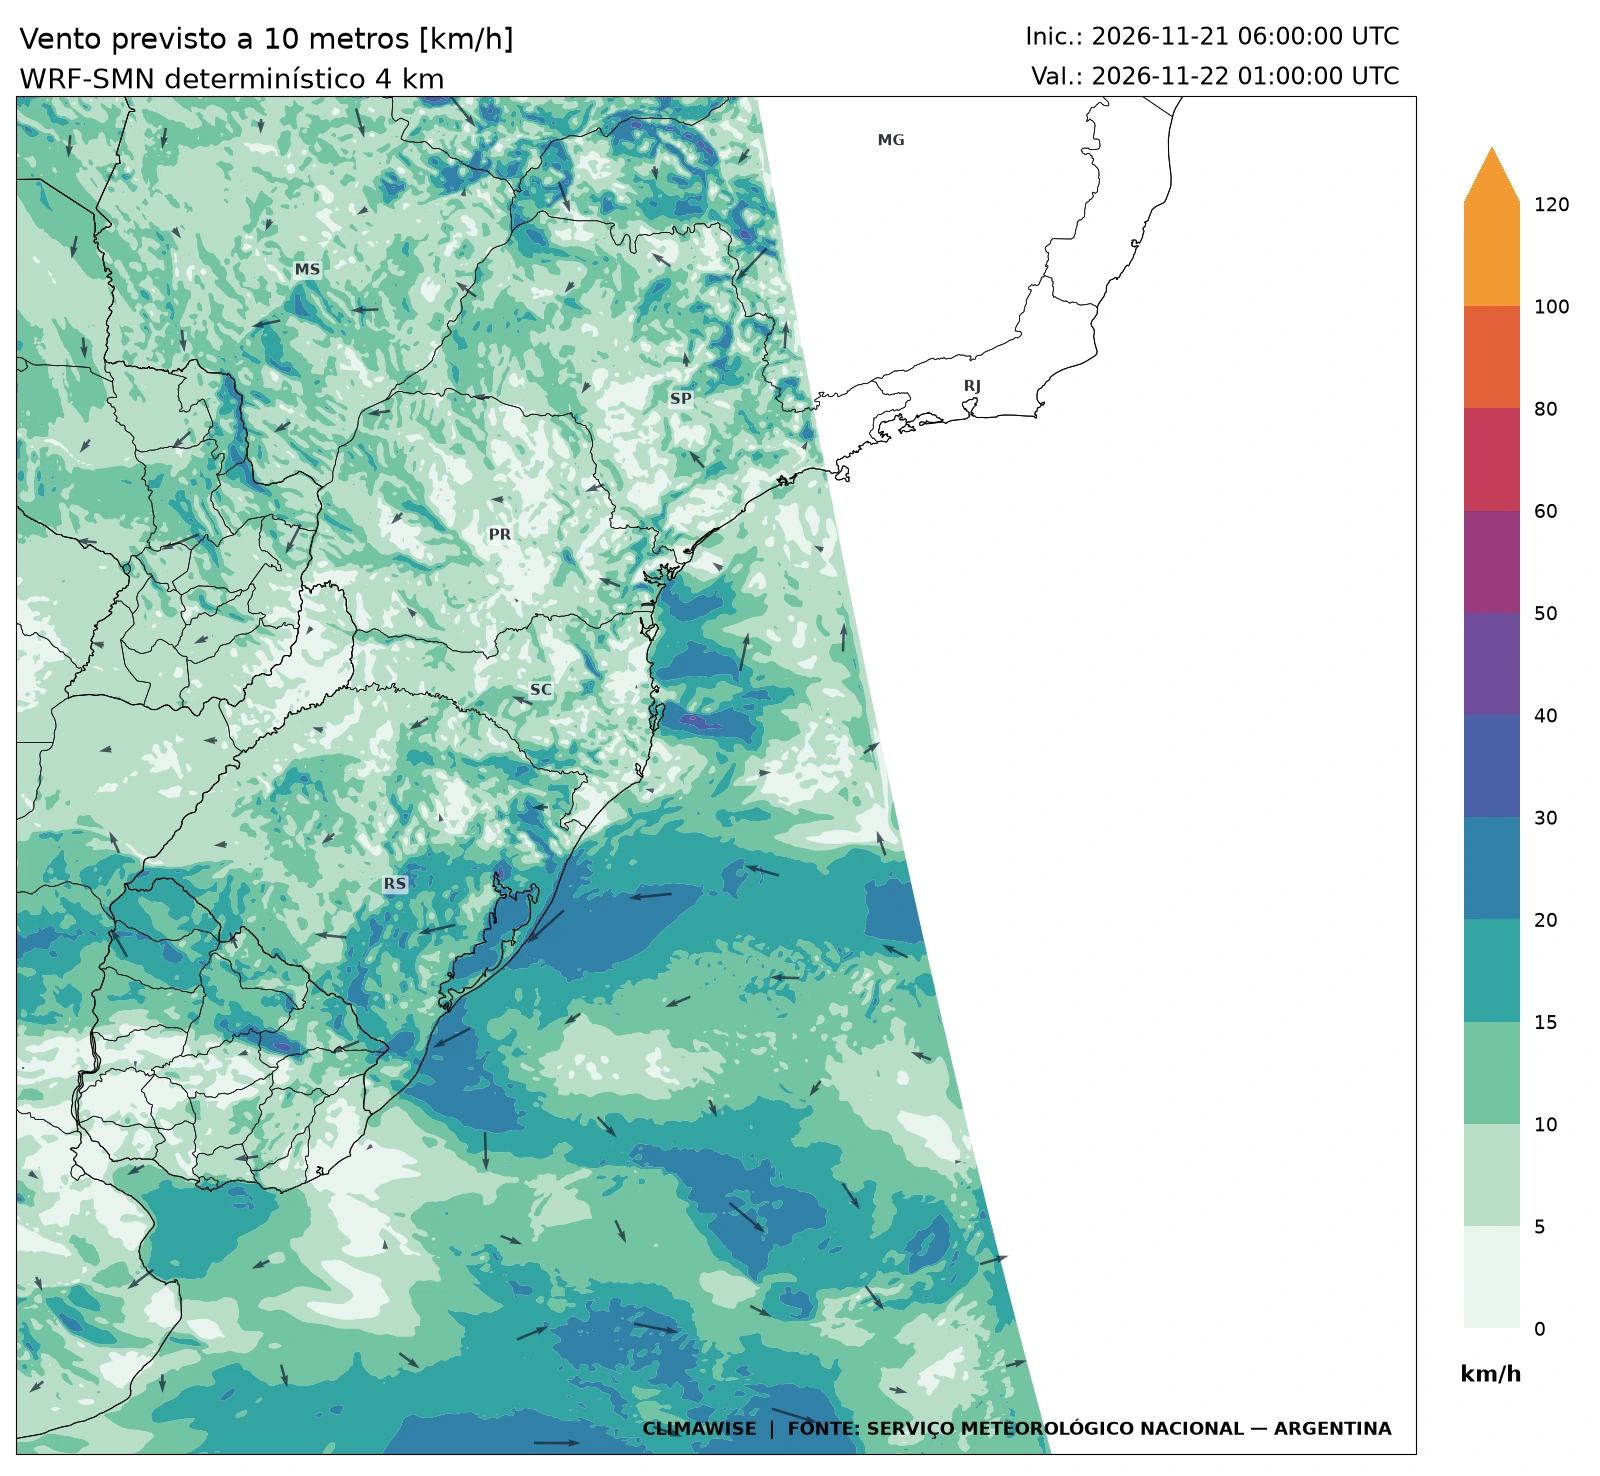 Vento previsto a 10 metros [km/h]
WRF-SMN determinístico 4 km
Inic.: 2026-11-21 06:00:00 UTC
Val.: 2026-11-22 01:00:00 UTC
MG
MS
RJ
SP
PR
SC
RS
120
100
80
60
50
40
30
20
15
10
5
0
km/h
CLIMAWISE | FONTE: SERVIÇO METEOROLÓGICO NACIONAL — ARGENTINA